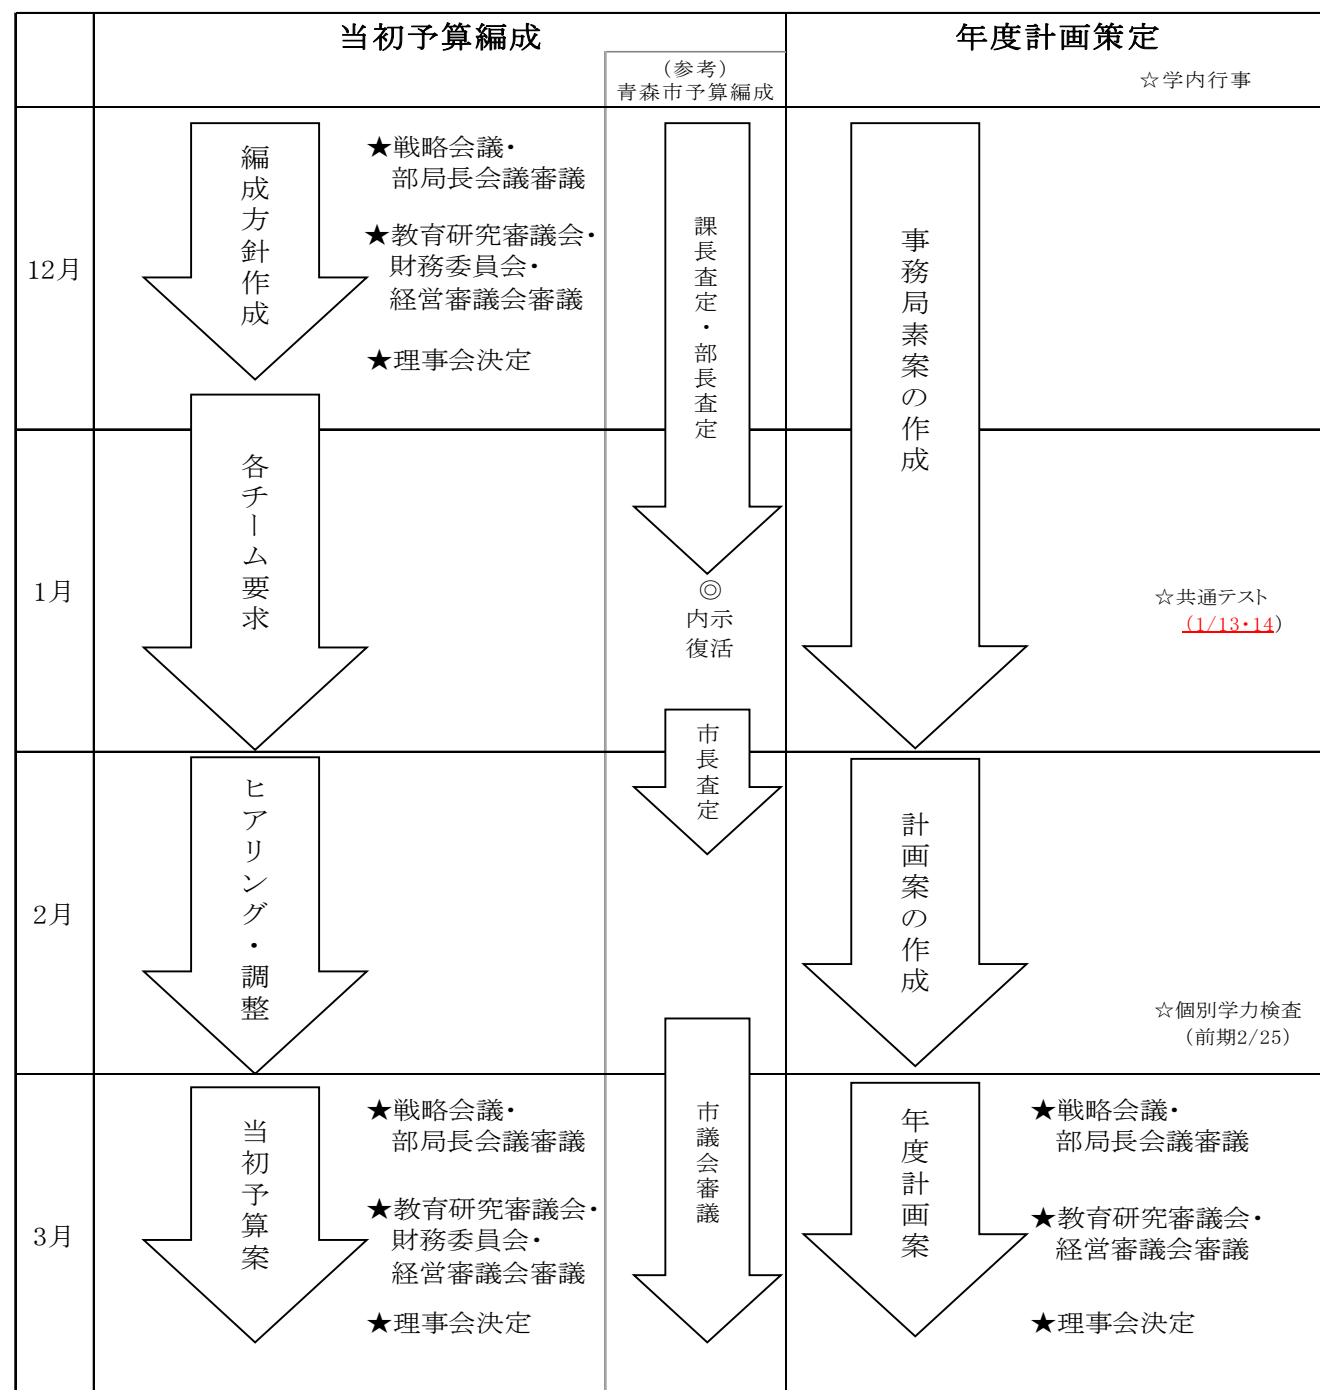 当初予算編成
年度計画策定
(参考)
青森市予算編成
☆学内行事
12月
編成方針作成
★戦略会議・
部局長会議審議
★教育研究審議会・
財務委員会・
経営審議会審議
★理事会決定
課長査定・部長査定
事務局素案の作成
1月
各チーム要求
◎
内示
復活
☆共通テスト
(1/13・14)
市長査定
2月
ヒアリング・調整
計画案の作成
☆個別学力検査
(前期2/25)
市議会審議
3月
当初予算案
★戦略会議・
部局長会議審議
★教育研究審議会・
財務委員会・
経営審議会審議
★理事会決定
年度計画案
★戦略会議・
部局長会議審議
★教育研究審議会・
経営審議会審議
★理事会決定